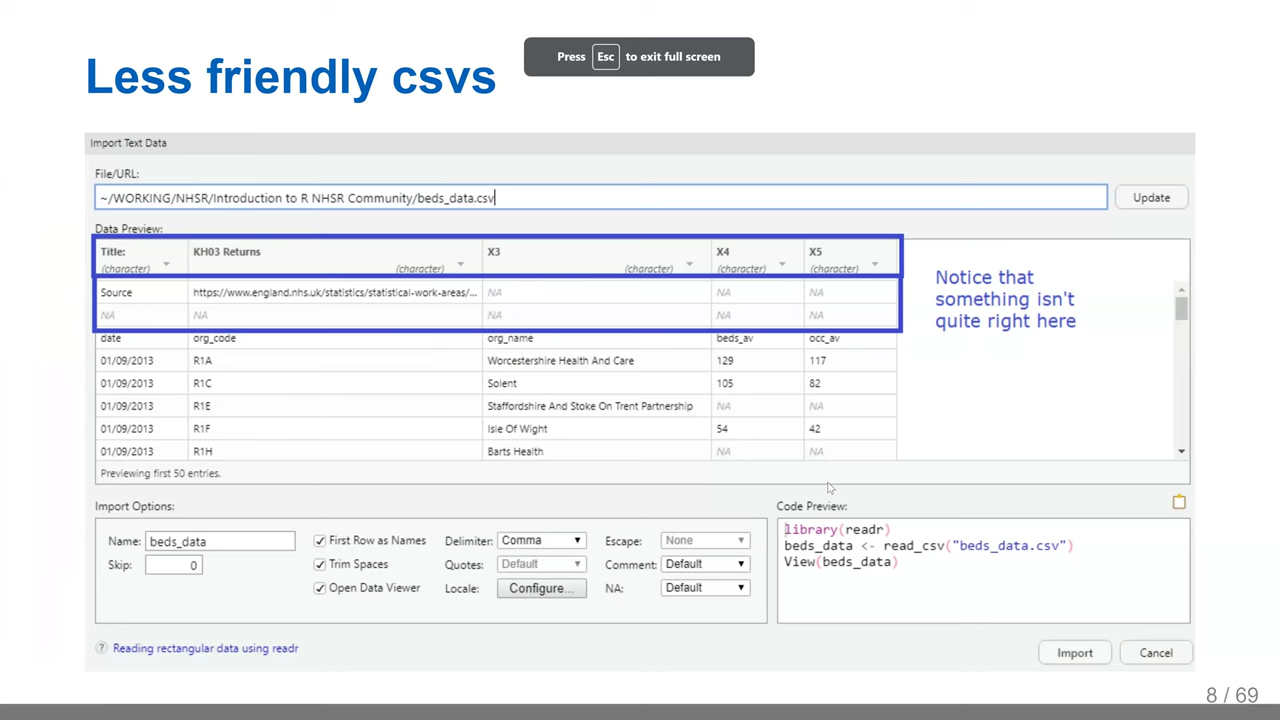 Less friendly csvs
Press Esc to exit full screen
Import Text Data
File/URL:
~/WORKING/NHSR/Introduction to R NHSR Community/beds_data.csv
Update
Data Preview:
Title: KH03 Returns X3 X4 X5
(character) (character) (character) (character) (character)
Source https://www.england.nhs.uk/statistics/statistical-work-areas/... NA NA NA
NA NA NA NA NA
date org_code org_name beds_av occ_av
01/09/2013 R1A Worcestershire Health And Care 129 117
01/09/2013 R1C Solent 105 82
01/09/2013 R1E Staffordshire And Stoke On Trent Partnership NA NA
01/09/2013 R1F Isle Of Wight 54 42
01/09/2013 R1H Barts Health NA NA
Notice that
something isn't
quite right here
Previewing first 50 entries.
Import Options:
Name: beds_data
Skip: 0
First Row as Names
Trim Spaces
Open Data Viewer
Delimiter: Comma
Quotes: Default
Locale: Configure...
Escape: None
Comment: Default
NA: Default
Code Preview:
library(readr)
beds_data <- read_csv("beds_data.csv")
View(beds_data)
? Reading rectangular data using readr
Import
Cancel
8 / 69